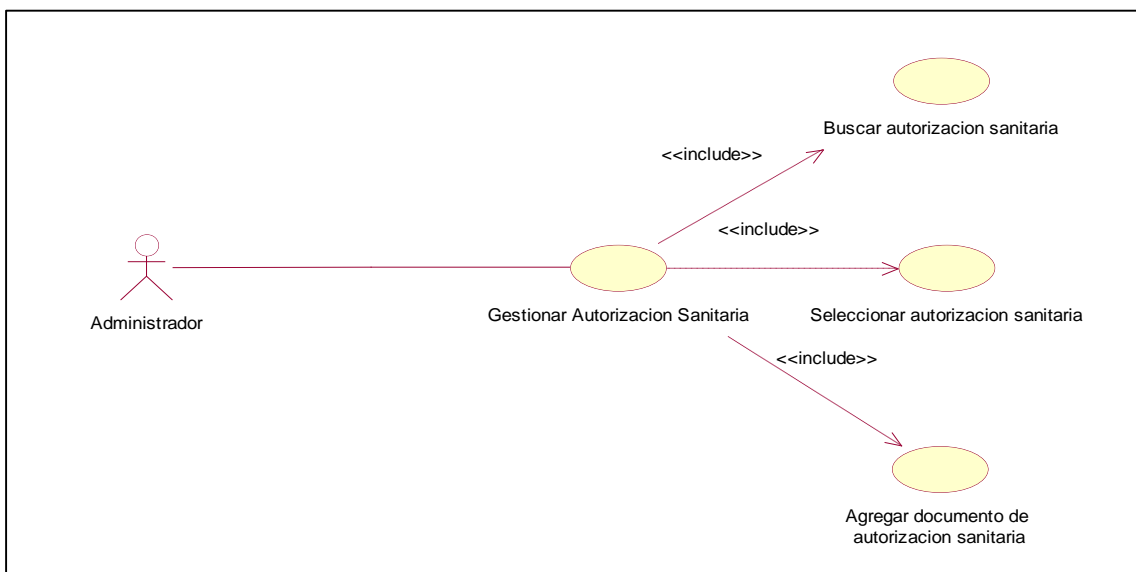 Buscar autorizacion sanitaria
<<include>>
<<include>>
Administrador
Gestionar Autorizacion Sanitaria
Seleccionar autorizacion sanitaria
<<include>>
Agregar documento de
autorizacion sanitaria